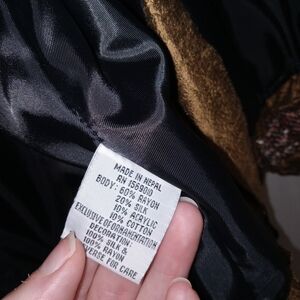 MADE IN NEPAL
RN 156900
BODY: 60% RAYON
20% SILK
10% ACRYLIC
10% COTTON
EXCLUSIVE OF ORNAMENTATION
DECORATION:
100% SILK &
100% RAYON
REVERSE FOR CARE